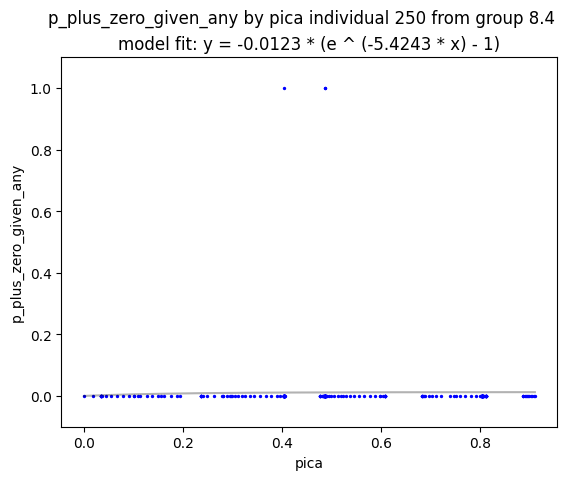 p_plus_zero_given_any by pica individual 250 from group 8.4
model fit: y = -0.0123 * (e ^ (-5.4243 * x) - 1)
1.0
0.8
0.6
0.4
0.2
0.0
p_plus_zero_given_any
0.0 0.2 0.4 0.6 0.8
pica